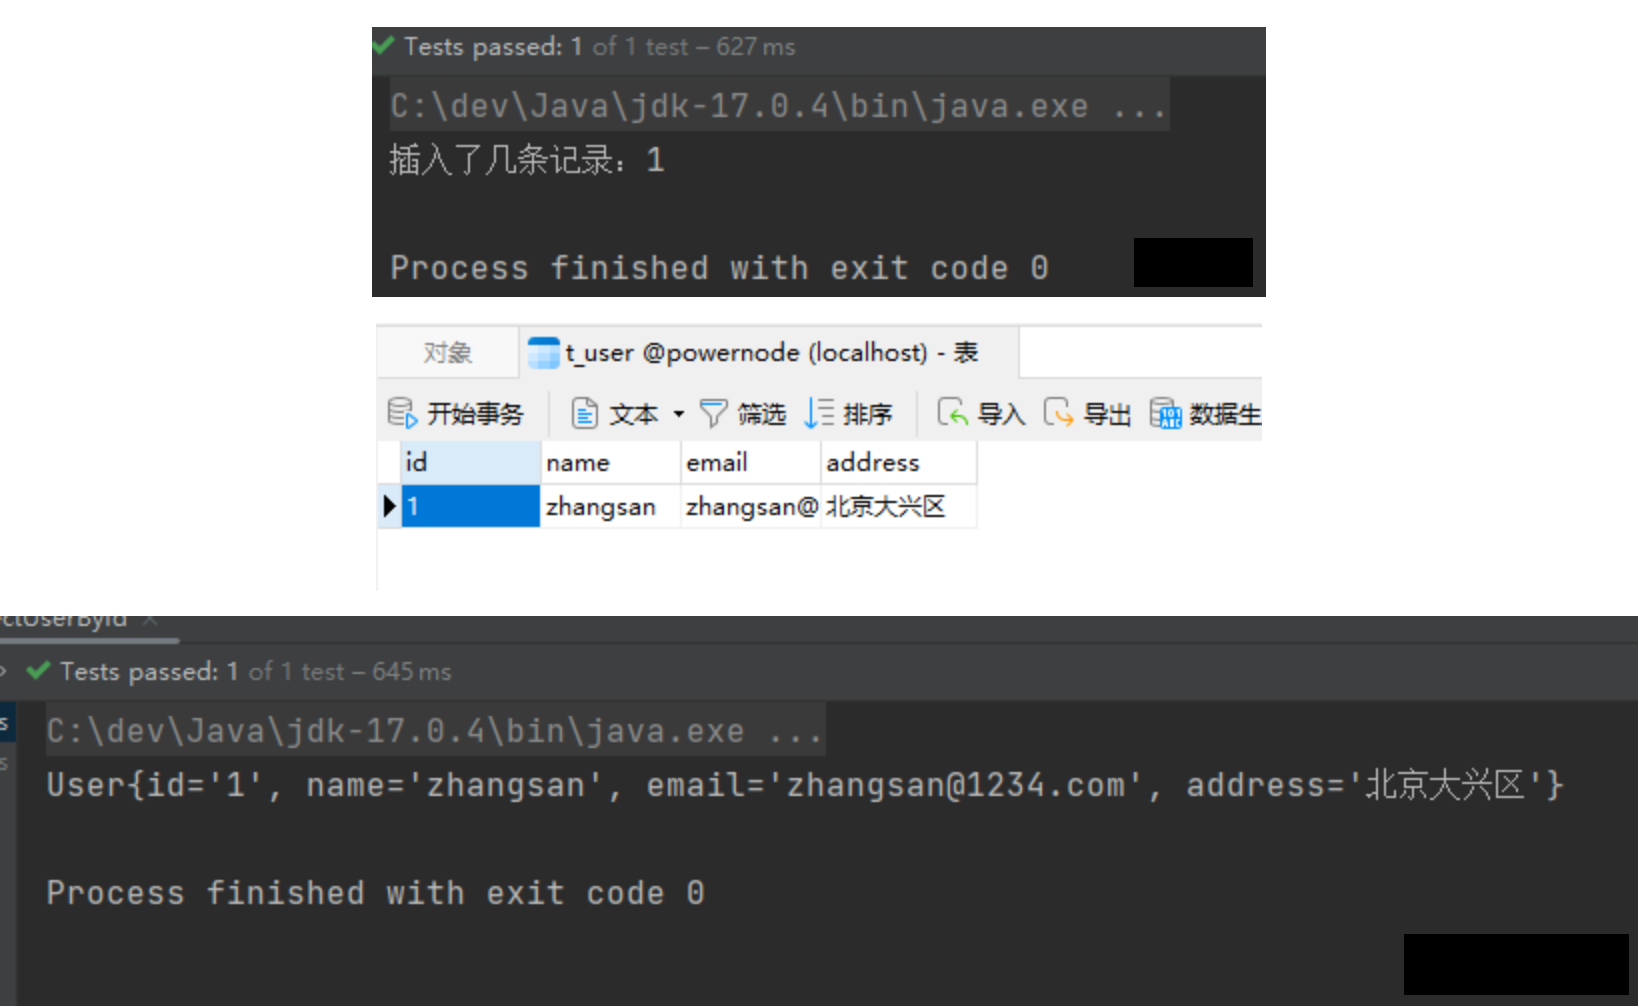 Tests passed: 1 of 1 test – 627 ms
C:\dev\Java\jdk-17.0.4\bin\java.exe ...
插入了几条记录：1
Process finished with exit code 0
对象 t_user @powernode (localhost) - 表
开始事务 文本 筛选 排序 导入 导出 数据生
id name email address
1 zhangsan zhangsan@ 北京大兴区
ctUserById
Tests passed: 1 of 1 test – 645 ms
C:\dev\Java\jdk-17.0.4\bin\java.exe ...
User{id='1', name='zhangsan', email='zhangsan@1234.com', address='北京大兴区'}
Process finished with exit code 0